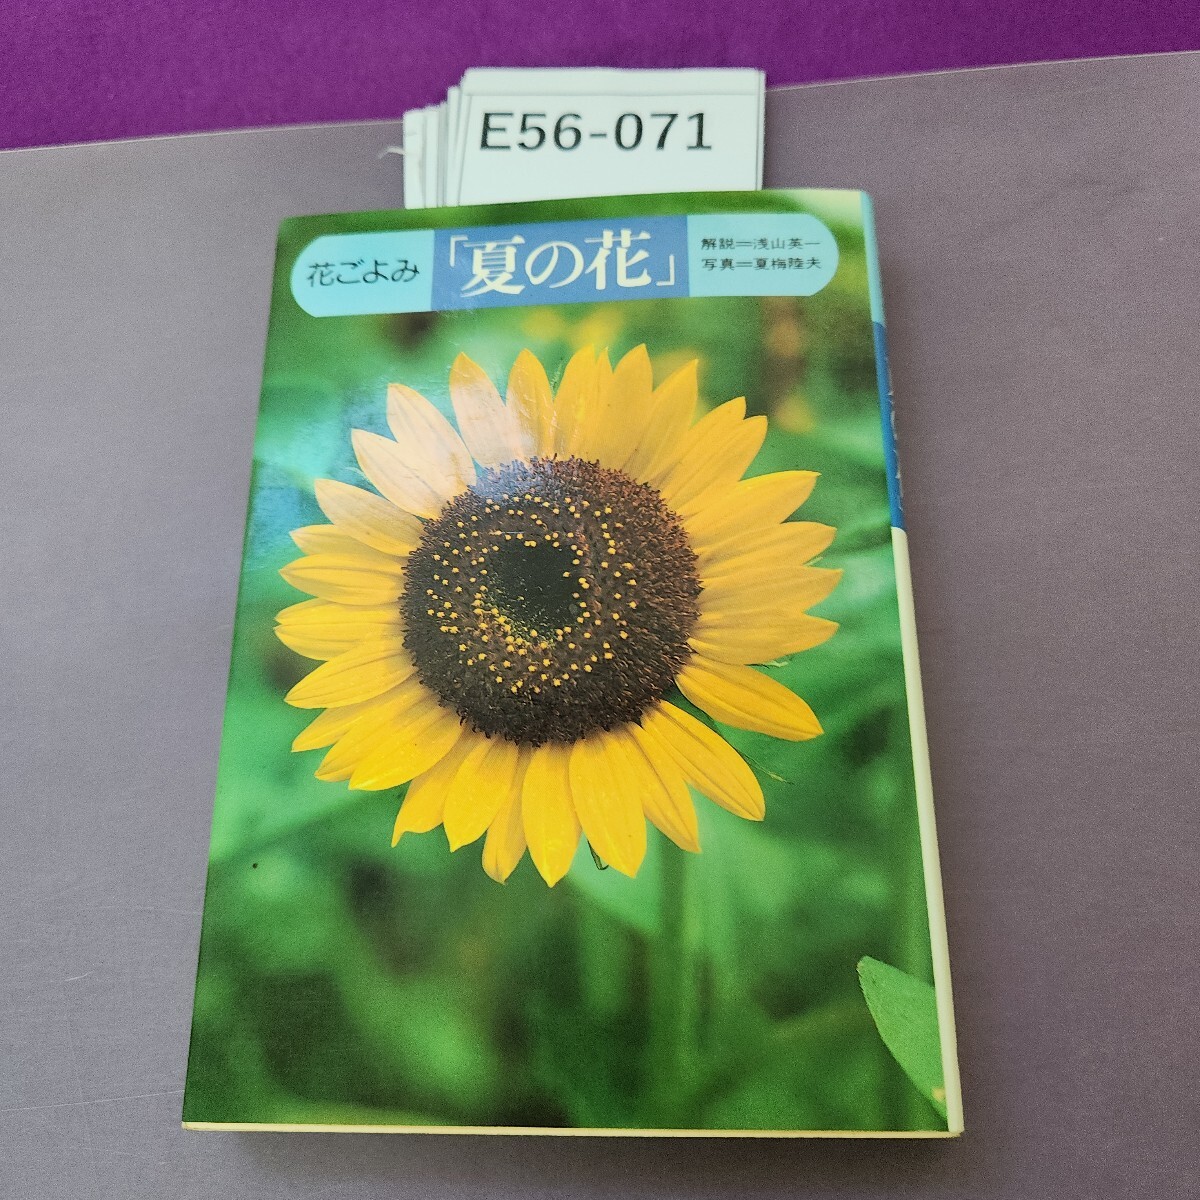 E56-071
花ごよみ
「夏の花」
解説＝浅山英一
写真＝夏梅陸夫